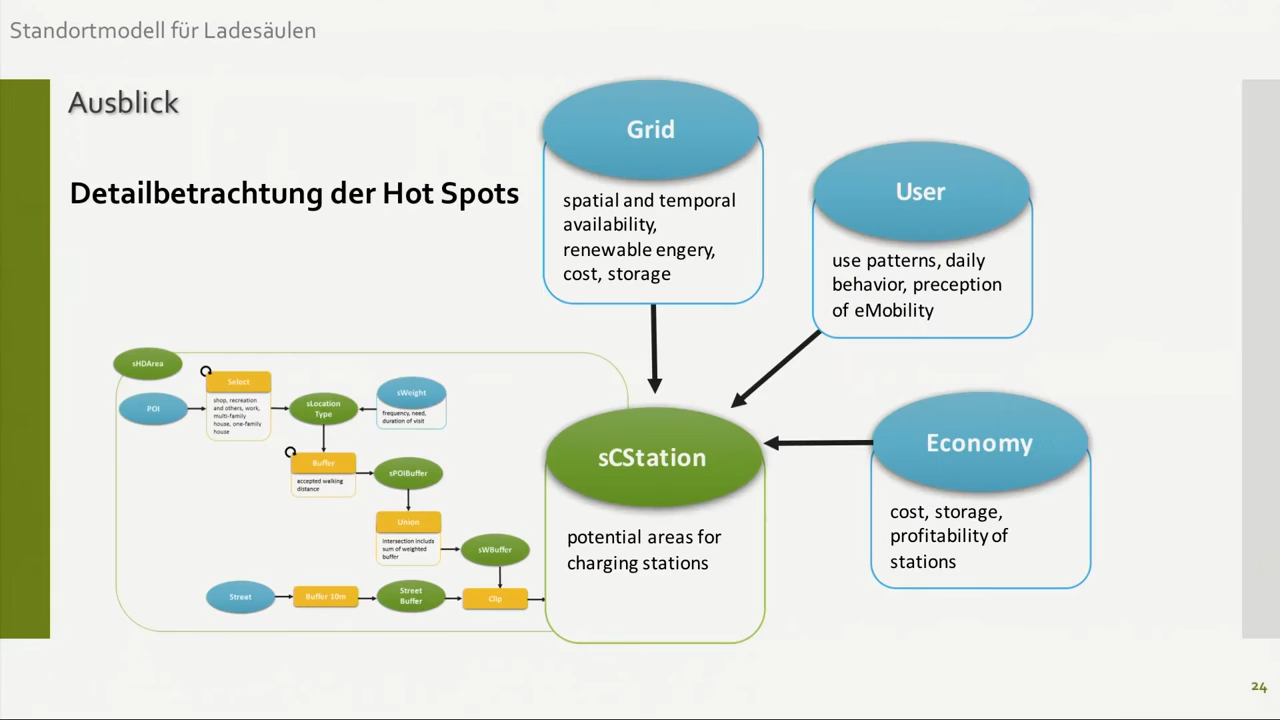 Standortmodell für Ladesäulen
Ausblick
Detailbetrachtung der Hot Spots
Grid
spatial and temporal
availability,
renewable engery,
cost, storage
User
use patterns, daily
behavior, preception
of eMobility
Economy
cost, storage,
profitability of
stations
sCStation
potential areas for
charging stations
sHDArea
POI
Select
shop, recreation
and others, work,
multi-family
house, one-family
house
sLocation
Type
sWeight
frequency, need,
duration of visit
Buffer
accepted walking
distance
sPOIBuffer
Union
intersection includs
sum of weighted
buffer
sWBuffer
Street
Buffer 10m
Street
Buffer
Clip
24